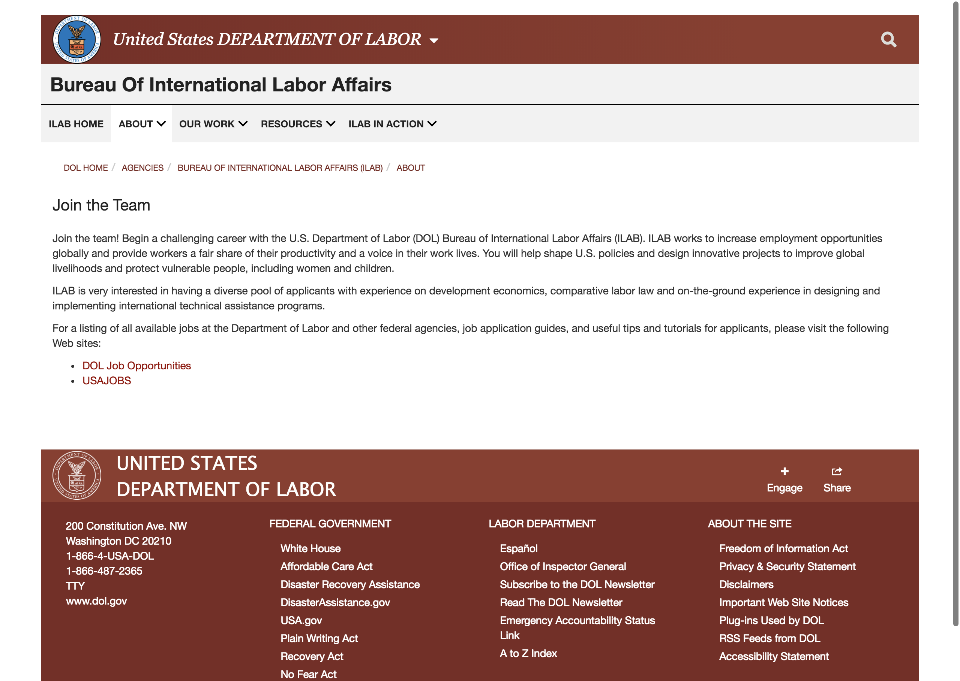 United States DEPARTMENT OF LABOR
Bureau Of International Labor Affairs
ILAB HOME ABOUT OUR WORK RESOURCES ILAB IN ACTION
DOL HOME / AGENCIES / BUREAU OF INTERNATIONAL LABOR AFFAIRS (ILAB) / ABOUT
Join the Team
Join the team! Begin a challenging career with the U.S. Department of Labor (DOL) Bureau of International Labor Affairs (ILAB). ILAB works to increase employment opportunities
globally and provide workers a fair share of their productivity and a voice in their work lives. You will help shape U.S. policies and design innovative projects to improve global
livelihoods and protect vulnerable people, including women and children.
ILAB is very interested in having a diverse pool of applicants with experience on development economics, comparative labor law and on-the-ground experience in designing and
implementing international technical assistance programs.
For a listing of all available jobs at the Department of Labor and other federal agencies, job application guides, and useful tips and tutorials for applicants, please visit the following
Web sites:
• DOL Job Opportunities
• USAJOBS
UNITED STATES
DEPARTMENT OF LABOR
Engage Share
200 Constitution Ave. NW
Washington DC 20210
1-866-4-USA-DOL
1-866-487-2365
TTY
www.dol.gov
FEDERAL GOVERNMENT
White House
Affordable Care Act
Disaster Recovery Assistance
DisasterAssistance.gov
USA.gov
Plain Writing Act
Recovery Act
No Fear Act
LABOR DEPARTMENT
Español
Office of Inspector General
Subscribe to the DOL Newsletter
Read The DOL Newsletter
Emergency Accountability Status
Link
A to Z Index
ABOUT THE SITE
Freedom of Information Act
Privacy & Security Statement
Disclaimers
Important Web Site Notices
Plug-ins Used by DOL
RSS Feeds from DOL
Accessibility Statement